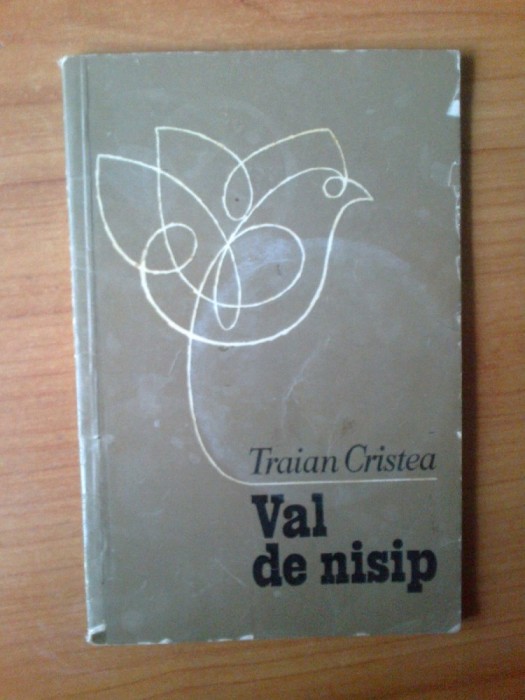 Traian Cristea
Val
de nisip